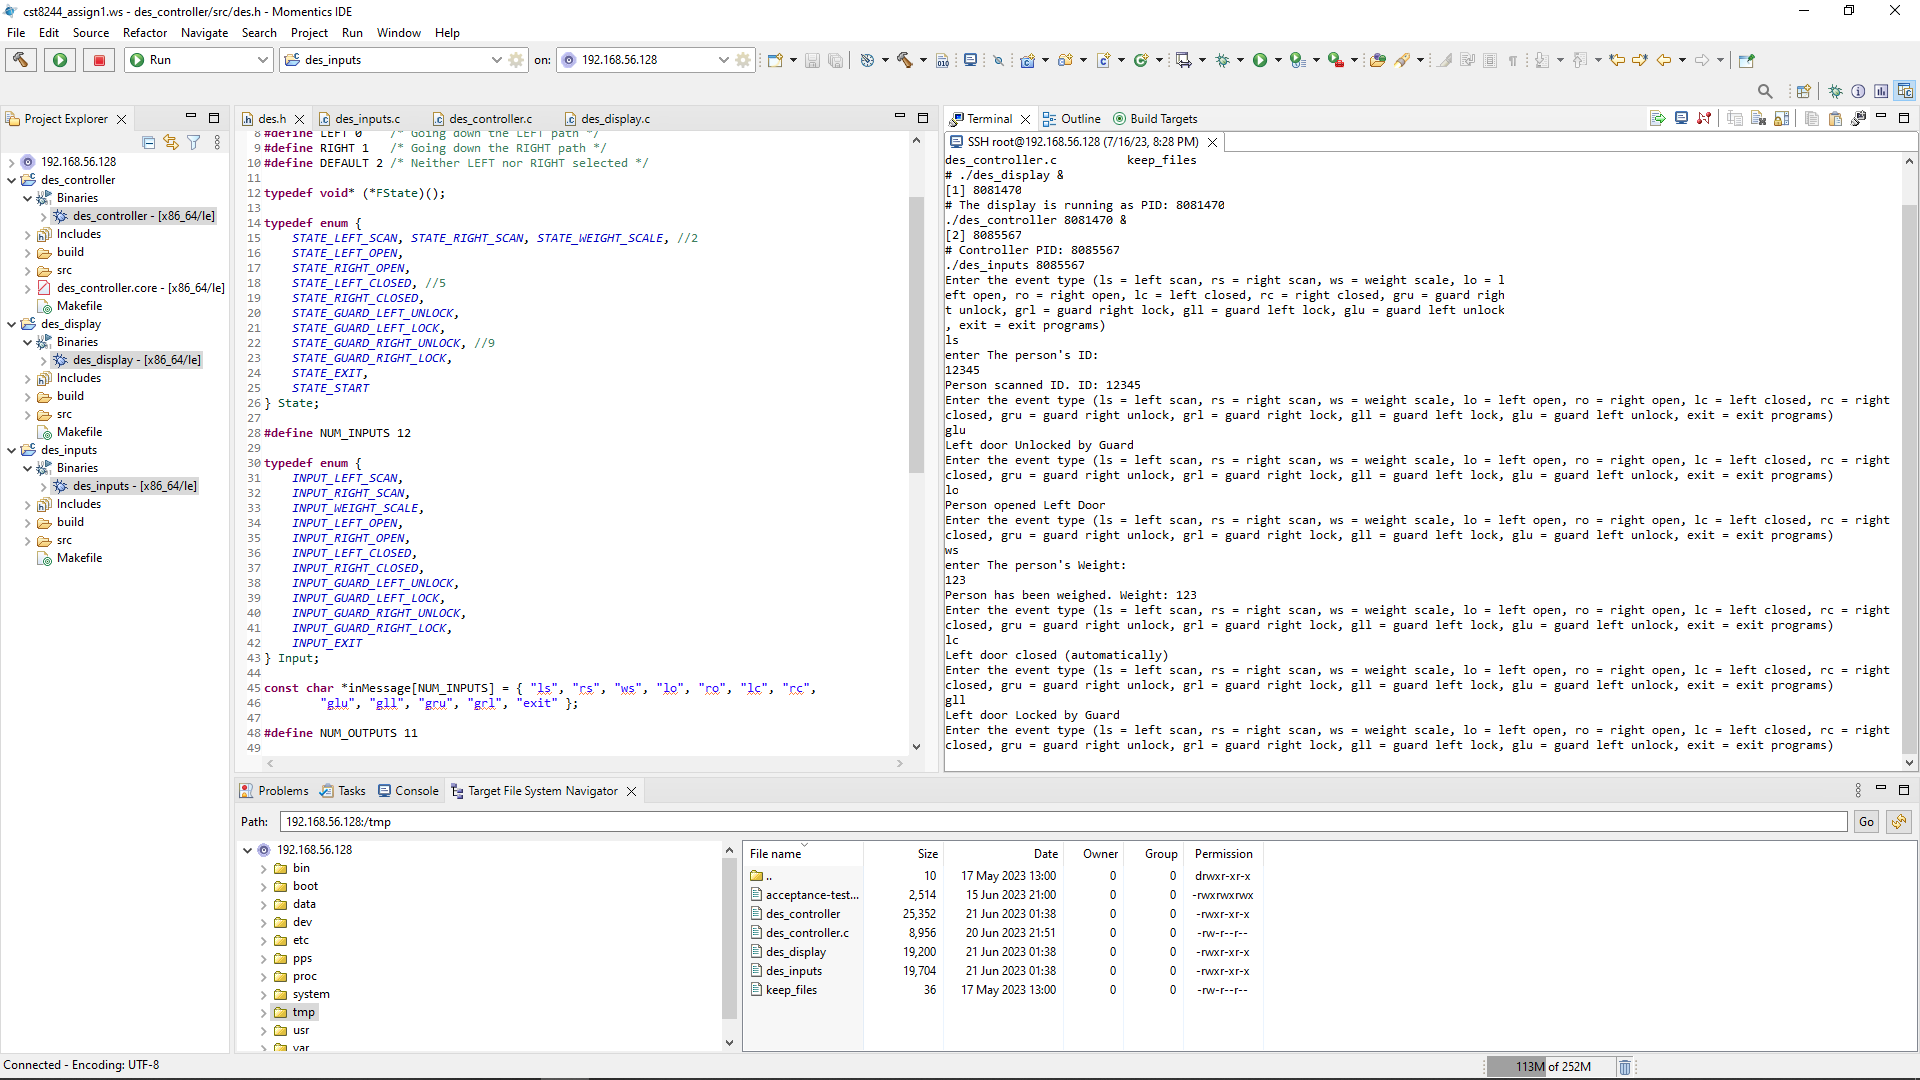 cst8244_assign1.ws - des_controller/src/des.h - Momentics IDE
File Edit Source Refactor Navigate Search Project Run Window Help
Run des_inputs on: 192.168.56.128
Project Explorer
192.168.56.128
des_controller
Binaries
des_controller - [x86_64/le]
Includes
build
src
des_controller.core - [x86_64/le]
Makefile
des_display
Binaries
des_display - [x86_64/le]
Includes
build
src
Makefile
des_inputs
Binaries
des_inputs - [x86_64/le]
Includes
build
src
Makefile
des.h des_inputs.c des_controller.c des_display.c
8 #define LEFT 0 /* Going down the LEFT path */
9 #define RIGHT 1 /* Going down the RIGHT path */
10 #define DEFAULT 2 /* Neither LEFT nor RIGHT selected */
11
12 typedef void* (*FState)();
13
14 typedef enum {
15 STATE_LEFT_SCAN, STATE_RIGHT_SCAN, STATE_WEIGHT_SCALE, //2
16 STATE_LEFT_OPEN,
17 STATE_RIGHT_OPEN,
18 STATE_LEFT_CLOSED, //5
19 STATE_RIGHT_CLOSED,
20 STATE_GUARD_LEFT_UNLOCK,
21 STATE_GUARD_LEFT_LOCK,
22 STATE_GUARD_RIGHT_UNLOCK, //9
23 STATE_GUARD_RIGHT_LOCK,
24 STATE_EXIT,
25 STATE_START
26 } State;
27
28 #define NUM_INPUTS 12
29
30 typedef enum {
31 INPUT_LEFT_SCAN,
32 INPUT_RIGHT_SCAN,
33 INPUT_WEIGHT_SCALE,
34 INPUT_LEFT_OPEN,
35 INPUT_RIGHT_OPEN,
36 INPUT_LEFT_CLOSED,
37 INPUT_RIGHT_CLOSED,
38 INPUT_GUARD_LEFT_UNLOCK,
39 INPUT_GUARD_LEFT_LOCK,
40 INPUT_GUARD_RIGHT_UNLOCK,
41 INPUT_GUARD_RIGHT_LOCK,
42 INPUT_EXIT
43 } Input;
44
45 const char *inMessage[NUM_INPUTS] = { "ls", "rs", "ws", "lo", "ro", "lc", "rc",
46 "glu", "gll", "gru", "grl", "exit" };
47
48 #define NUM_OUTPUTS 11
49
Terminal Outline Build Targets
SSH root@192.168.56.128 (7/16/23, 8:28 PM)
des_controller.c keep_files
# ./des_display &
[1] 8081470
# The display is running as PID: 8081470
./des_controller 8081470 &
[2] 8085567
# Controller PID: 8085567
./des_inputs 8085567
Enter the event type (ls = left scan, rs = right scan, ws = weight scale, lo = l
eft open, ro = right open, lc = left closed, rc = right closed, gru = guard righ
t unlock, grl = guard right lock, gll = guard left lock, glu = guard left unlock
, exit = exit programs)
ls
enter The person's ID:
12345
Person scanned ID. ID: 12345
Enter the event type (ls = left scan, rs = right scan, ws = weight scale, lo = left open, ro = right open, lc = left closed, rc = right
closed, gru = guard right unlock, grl = guard right lock, gll = guard left lock, glu = guard left unlock, exit = exit programs)
glu
Left door Unlocked by Guard
Enter the event type (ls = left scan, rs = right scan, ws = weight scale, lo = left open, ro = right open, lc = left closed, rc = right
closed, gru = guard right unlock, grl = guard right lock, gll = guard left lock, glu = guard left unlock, exit = exit programs)
lo
Person opened Left Door
Enter the event type (ls = left scan, rs = right scan, ws = weight scale, lo = left open, ro = right open, lc = left closed, rc = right
closed, gru = guard right unlock, grl = guard right lock, gll = guard left lock, glu = guard left unlock, exit = exit programs)
ws
enter The person's Weight:
123
Person has been weighed. Weight: 123
Enter the event type (ls = left scan, rs = right scan, ws = weight scale, lo = left open, ro = right open, lc = left closed, rc = right
closed, gru = guard right unlock, grl = guard right lock, gll = guard left lock, glu = guard left unlock, exit = exit programs)
lc
Left door closed (automatically)
Enter the event type (ls = left scan, rs = right scan, ws = weight scale, lo = left open, ro = right open, lc = left closed, rc = right
closed, gru = guard right unlock, grl = guard right lock, gll = guard left lock, glu = guard left unlock, exit = exit programs)
gll
Left door Locked by Guard
Enter the event type (ls = left scan, rs = right scan, ws = weight scale, lo = left open, ro = right open, lc = left closed, rc = right
closed, gru = guard right unlock, grl = guard right lock, gll = guard left lock, glu = guard left unlock, exit = exit programs)
Problems Tasks Console Target File System Navigator
Path: 192.168.56.128:/tmp Go
192.168.56.128
bin
boot
data
dev
etc
pps
proc
system
tmp
usr
var
File name Size Date Owner Group Permission
.. 10 17 May 2023 13:00 0 0 drwxr-xr-x
acceptance-test... 2,514 15 Jun 2023 21:00 0 0 -rwxrwxrwx
des_controller 25,352 21 Jun 2023 01:38 0 0 -rwxr-xr-x
des_controller.c 8,956 20 Jun 2023 21:51 0 0 -rw-r--r--
des_display 19,200 21 Jun 2023 01:38 0 0 -rwxr-xr-x
des_inputs 19,704 21 Jun 2023 01:38 0 0 -rwxr-xr-x
keep_files 36 17 May 2023 13:00 0 0 -rw-r--r--
Connected - Encoding: UTF-8
113M of 252M